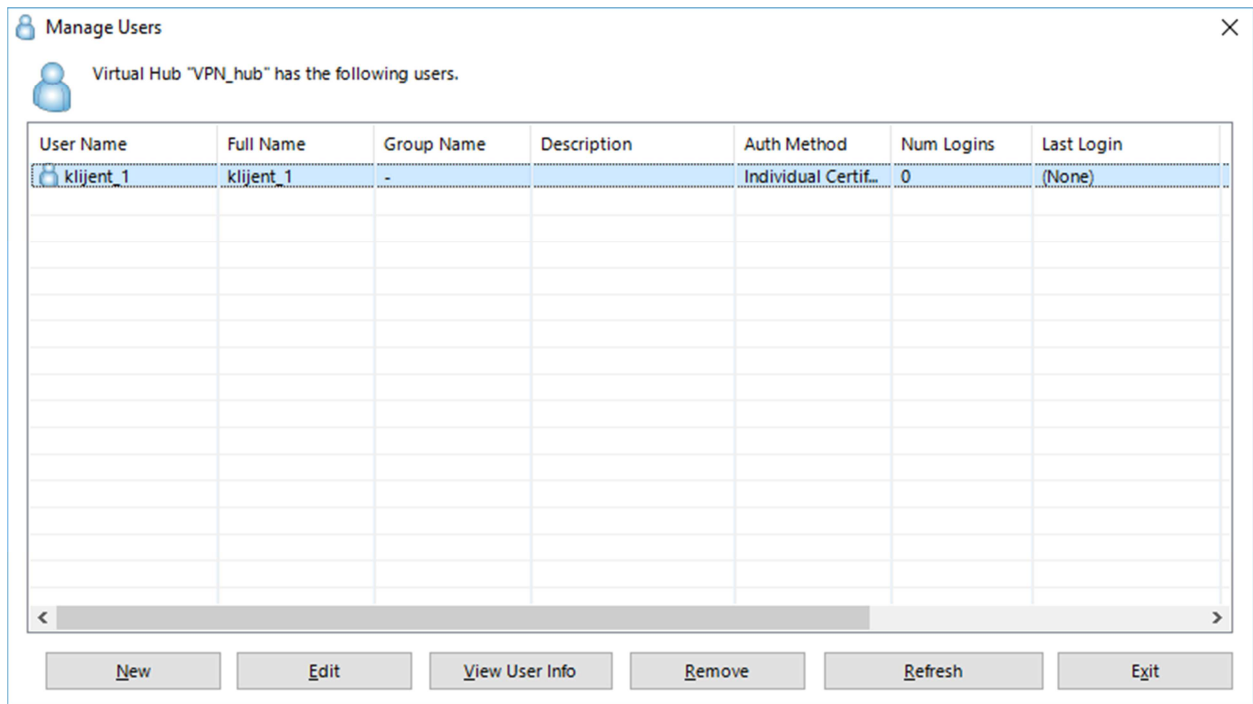 Manage Users
Virtual Hub "VPN_hub" has the following users.
User Name Full Name Group Name Description Auth Method Num Logins Last Login
klijent_1 klijent_1 - Individual Certif... 0 (None)
New Edit View User Info Remove Refresh Exit